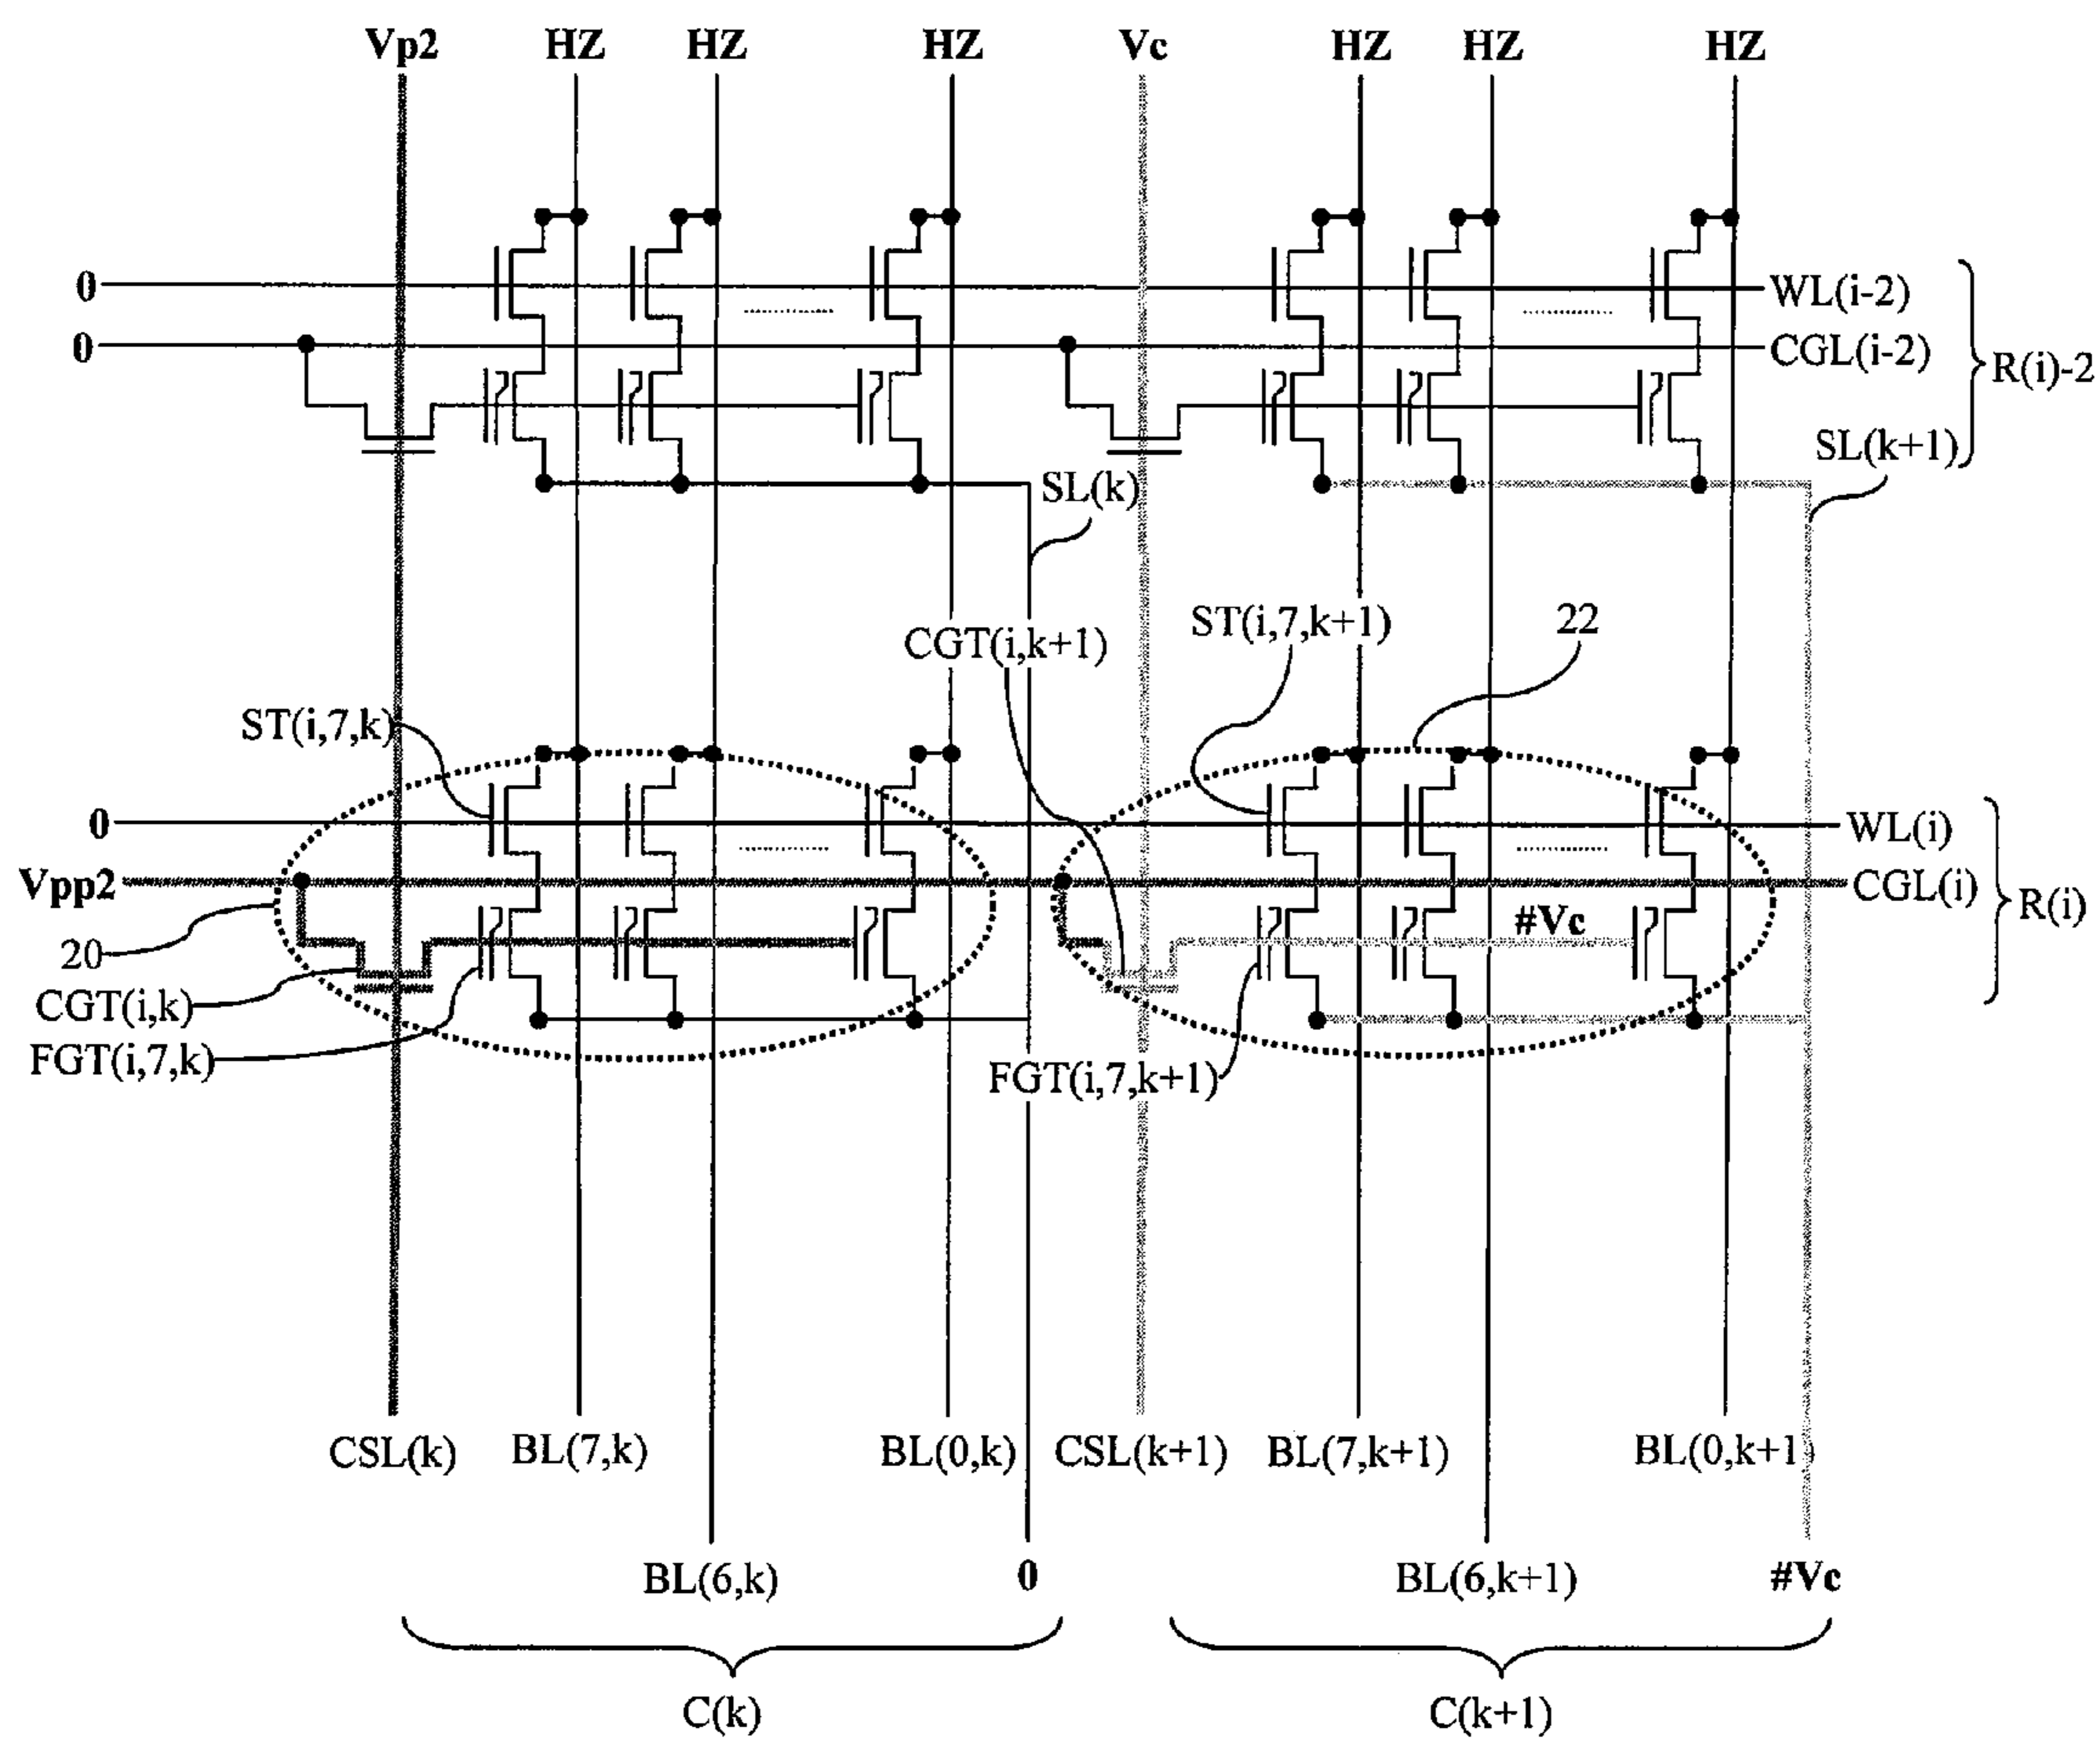 Vp2 HZ HZ HZ Vc HZ HZ HZ
0 WL(i-2)
0 CGL(i-2)
R(i)-2
SL(k+1)
SL(k)
ST(i,7,k+1) 22
CGT(i,k+1)
ST(i,7,k)
0 WL(i)
Vpp2 CGL(i)
R(i)
#Vc
20
CGT(i,k)
FGT(i,7,k)
FGT(i,7,k+1)
CSL(k) BL(7,k) BL(0,k) CSL(k+1) BL(7,k+1) BL(0,k+1)
BL(6,k) 0 BL(6,k+1) #Vc
C(k) C(k+1)